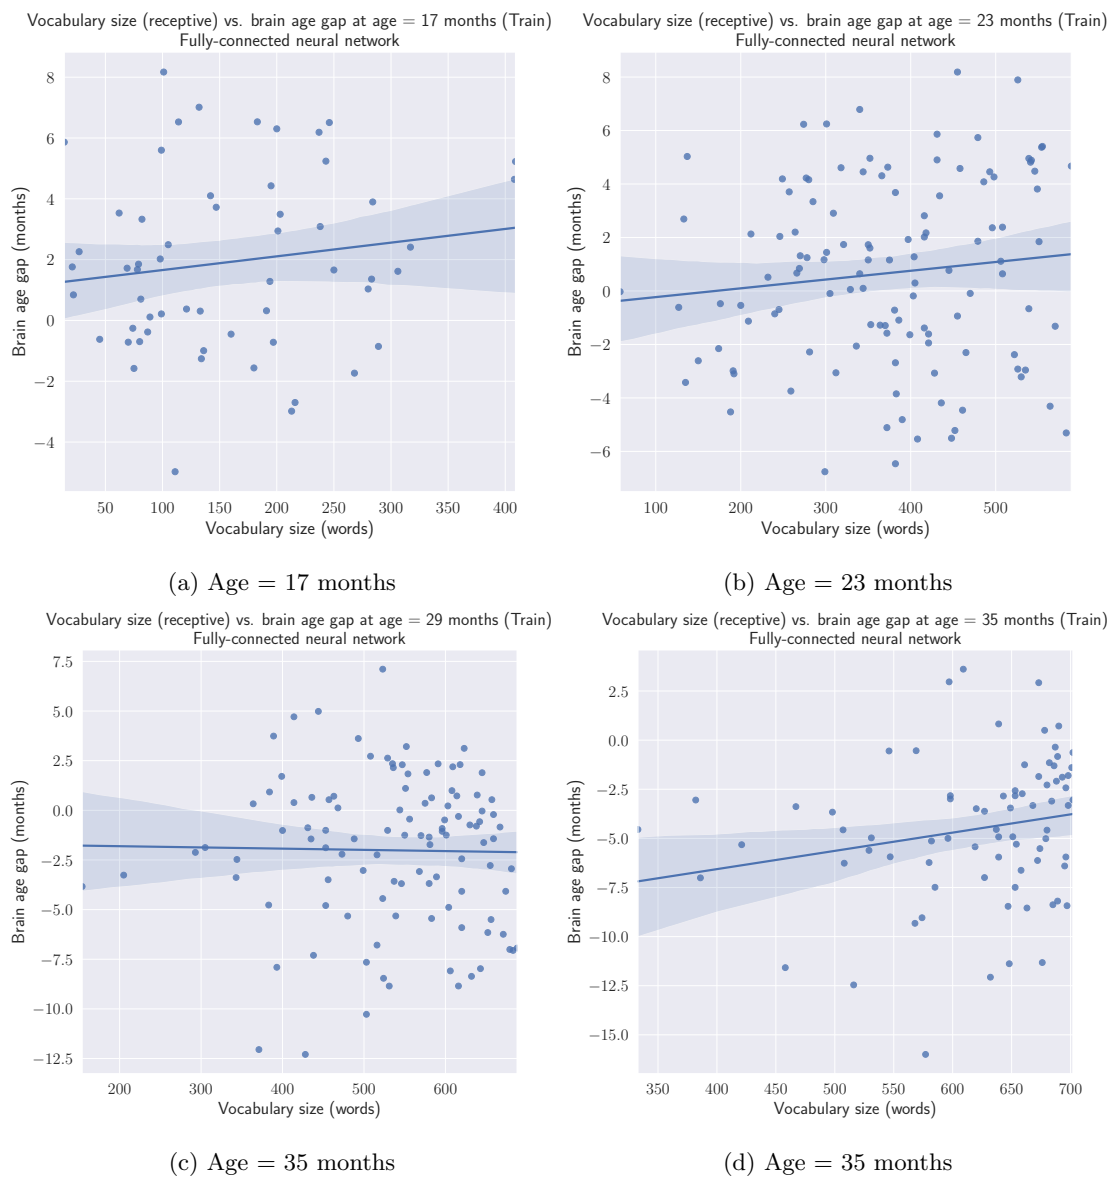 Vocabulary size (receptive) vs. brain age gap at age = 17 months (Train)
Fully-connected neural network
Brain age gap (months)
8
6
4
2
0
−2
−4
50 100 150 200 250 300 350 400
Vocabulary size (words)
(a) Age = 17 months
Vocabulary size (receptive) vs. brain age gap at age = 23 months (Train)
Fully-connected neural network
Brain age gap (months)
8
6
4
2
0
−2
−4
−6
100 200 300 400 500
Vocabulary size (words)
(b) Age = 23 months
Vocabulary size (receptive) vs. brain age gap at age = 29 months (Train)
Fully-connected neural network
Brain age gap (months)
7.5
5.0
2.5
0.0
−2.5
−5.0
−7.5
−10.0
−12.5
200 300 400 500 600
Vocabulary size (words)
(c) Age = 35 months
Vocabulary size (receptive) vs. brain age gap at age = 35 months (Train)
Fully-connected neural network
Brain age gap (months)
2.5
0.0
−2.5
−5.0
−7.5
−10.0
−12.5
−15.0
350 400 450 500 550 600 650 700
Vocabulary size (words)
(d) Age = 35 months